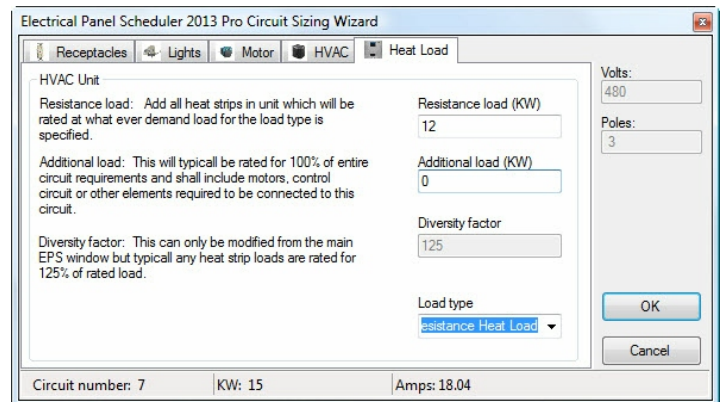 Electrical Panel Scheduler 2013 Pro Circuit Sizing Wizard
Receptacles Lights Motor HVAC Heat Load
HVAC Unit
Resistance load: Add all heat strips in unit which will be
rated at what ever demand load for the load type is
specified.
Resistance load (KW)
12
Additional load: This will typicall be rated for 100% of entire
circuit requirements and shall include motors, control
circuit or other elements required to be connected to this
circuit.
Additional load (KW)
0
Diversity factor: This can only be modified from the main
EPS window but typicall any heat strip loads are rated for
125% of rated load.
Diversity factor
125
Load type
esistance Heat Load
Volts:
480
Poles:
3
OK
Cancel
Circuit number: 7 KW: 15 Amps: 18.04